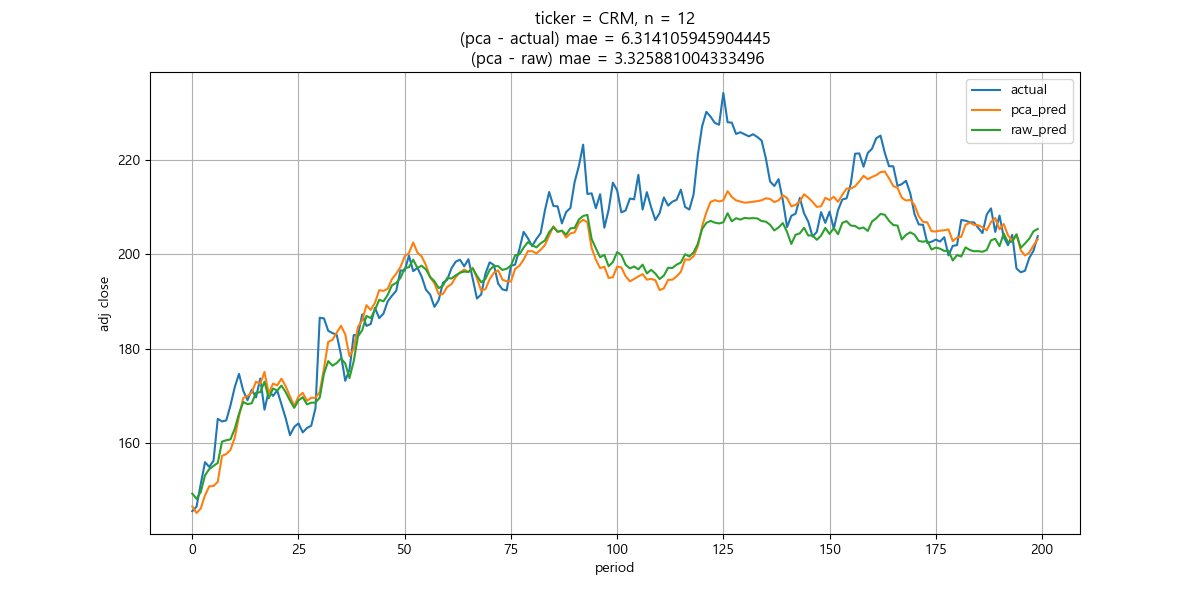 ticker = CRM, n = 12
(pca - actual) mae = 6.314105945904445
(pca - raw) mae = 3.325881004333496
actual
pca_pred
raw_pred
220
200
180
160
adj close
0 25 50 75 100 125 150 175 200
period